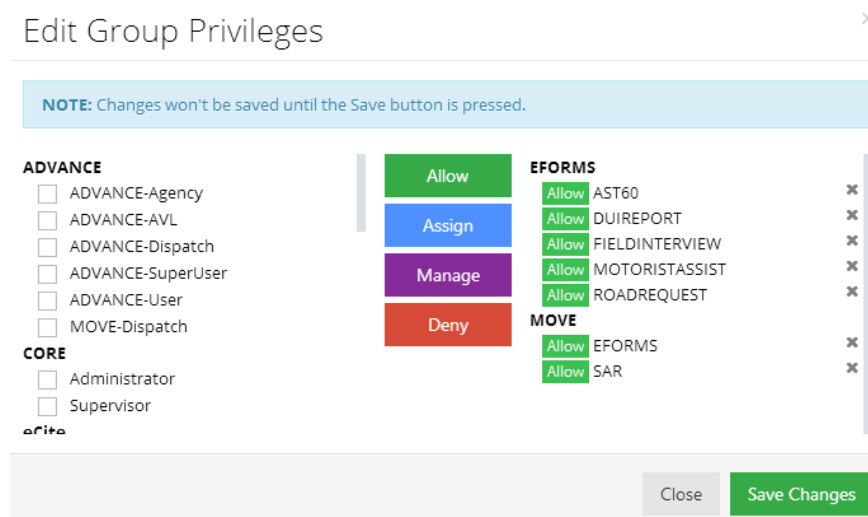 Edit Group Privileges
NOTE: Changes won't be saved until the Save button is pressed.
ADVANCE
ADVANCE-Agency
ADVANCE-AVL
ADVANCE-Dispatch
ADVANCE-SuperUser
ADVANCE-User
MOVE-Dispatch
CORE
Administrator
Supervisor
eCite
Allow
Assign
Manage
Deny
EFORMS
Allow AST60
Allow DUIREPORT
Allow FIELDINTERVIEW
Allow MOTORISTASSIST
Allow ROADREQUEST
MOVE
Allow EFORMS
Allow SAR
Close
Save Changes